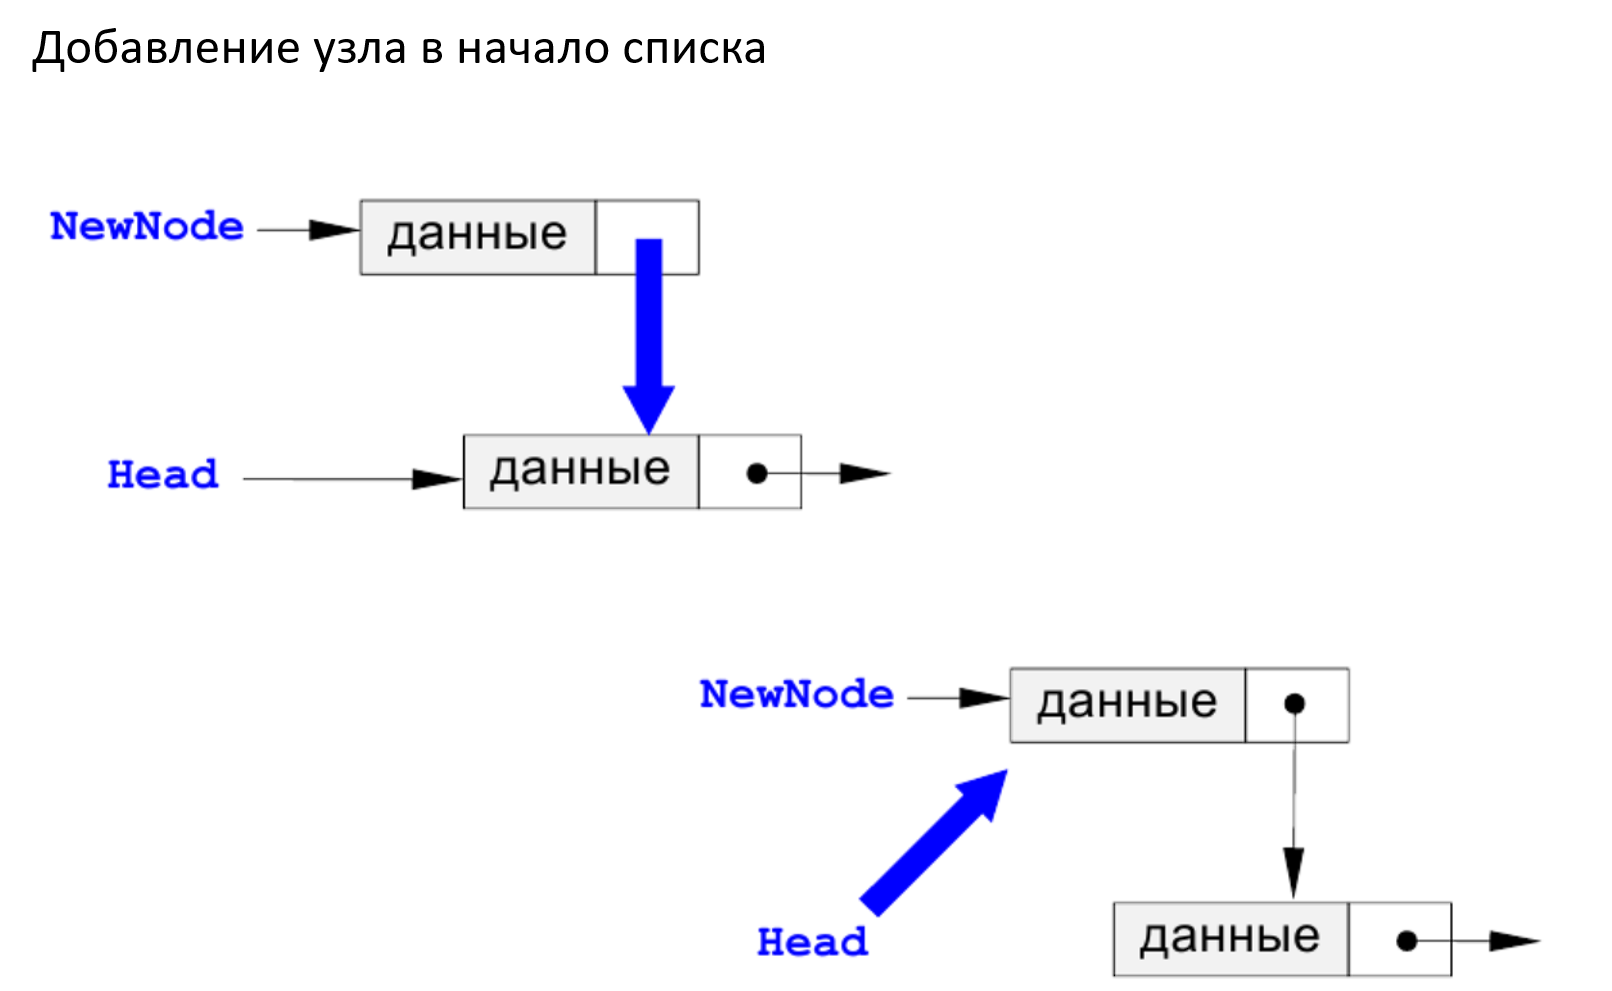 Добавление узла в начало списка
NewNode
данные
Head
данные
NewNode
данные
Head
данные